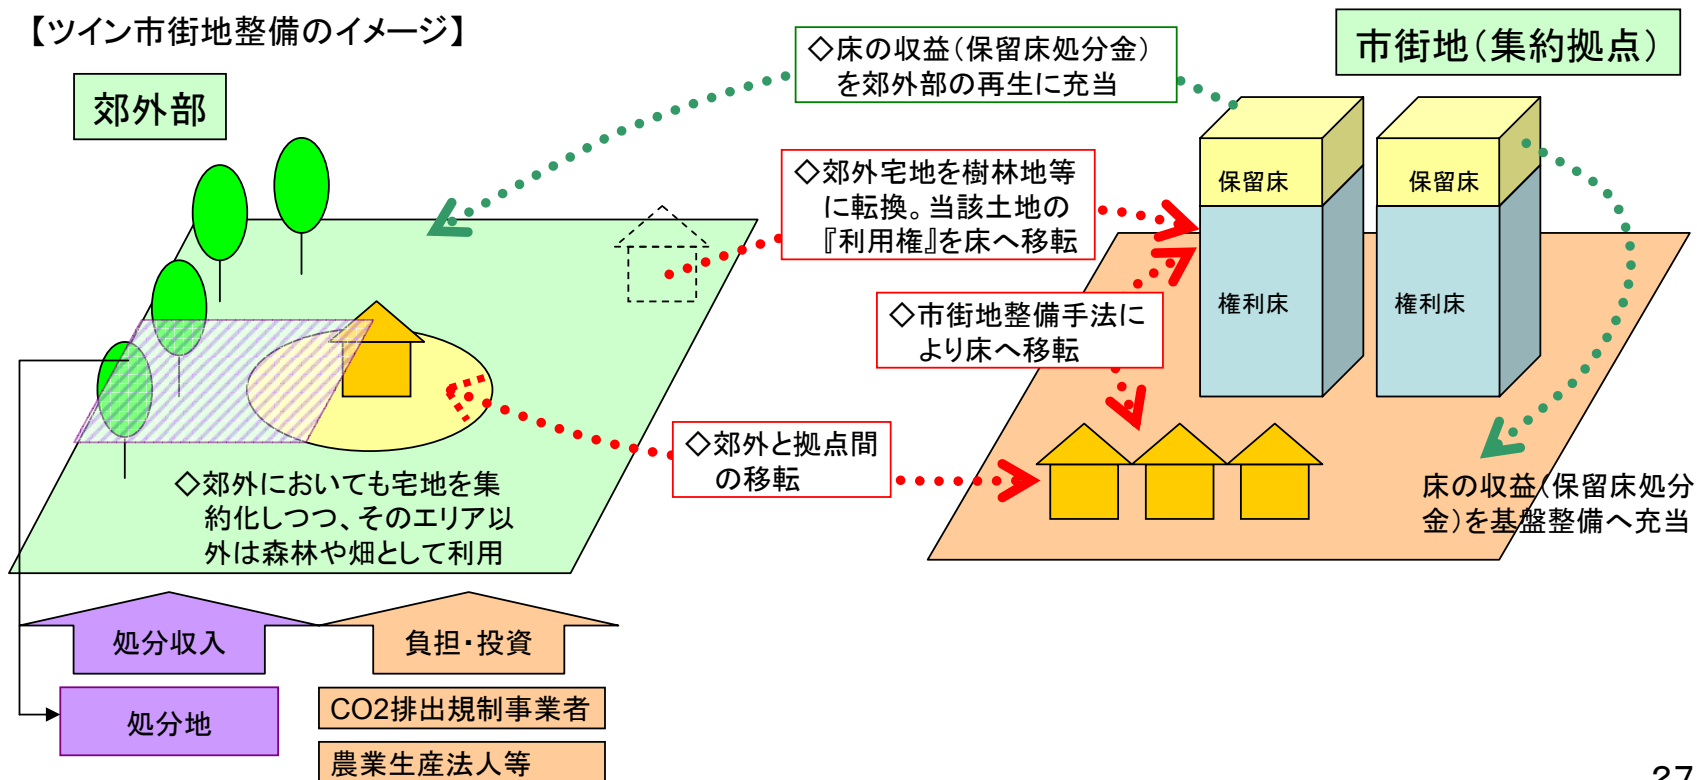 【ツイン市街地整備のイメージ】
郊外部
◇床の収益(保留床処分金)
を郊外部の再生に充当
市街地(集約拠点)
◇郊外宅地を樹林地等
に転換。当該土地の
『利用権』を床へ移転
保留床
保留床
権利床
権利床
◇市街地整備手法に
より床へ移転
◇郊外と拠点間
の移転
◇郊外においても宅地を集
約化しつつ、そのエリア以
外は森林や畑として利用
床の収益(保留床処分
金)を基盤整備へ充当
処分収入
負担・投資
処分地
CO2排出規制事業者
農業生産法人等
27